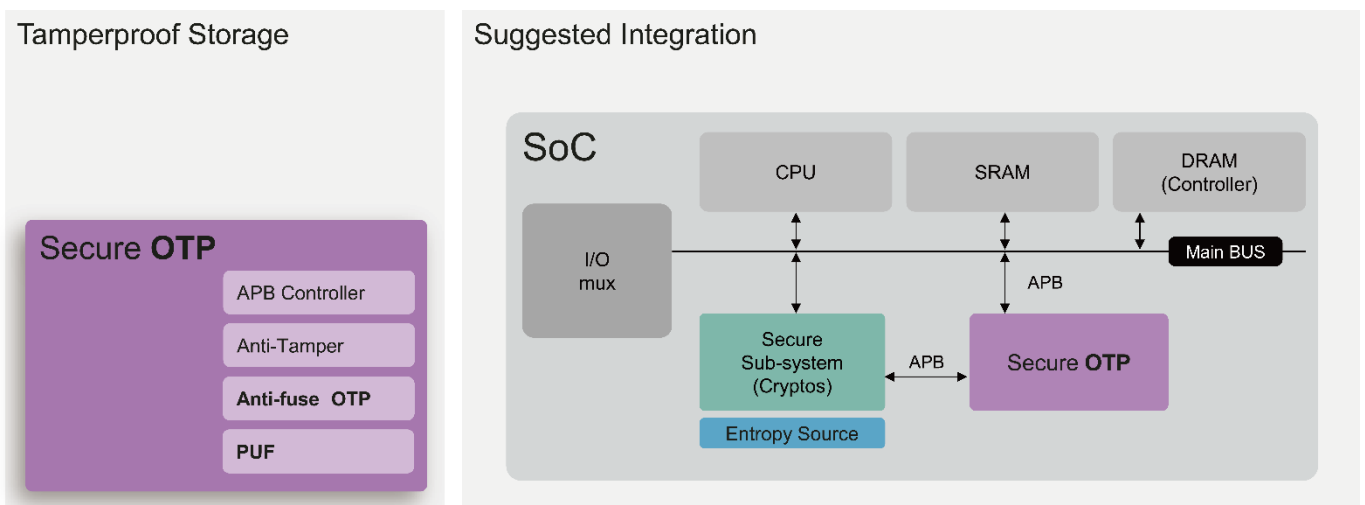 Tamperproof Storage
Secure OTP
APB Controller
Anti-Tamper
Anti-fuse OTP
PUF
Suggested Integration
SoC
CPU
SRAM
DRAM
(Controller)
I/O
mux
Main BUS
APB
Secure
Sub-system
(Cryptos)
APB
Secure OTP
Entropy Source